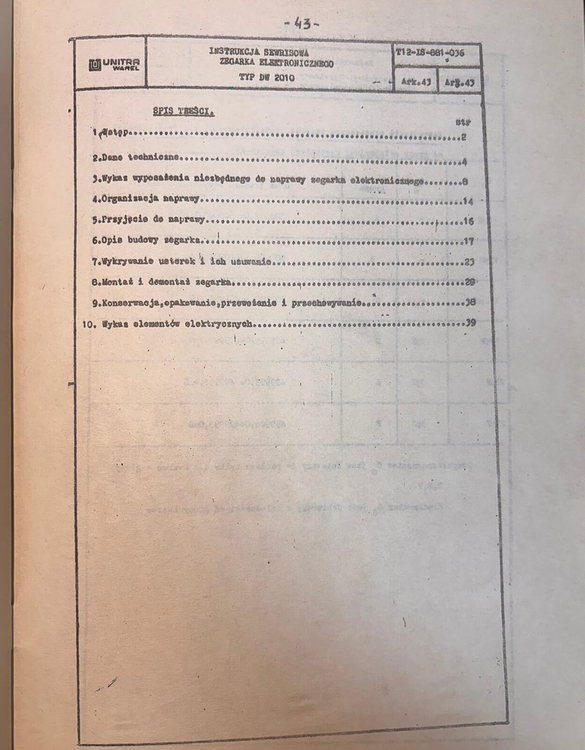 -43-
UNITRA
WAREL
INSTRUKCJA SERWISOWA
ZEGARKA ELEKTRONICZNEGO
TYP DW 2010
T12-IS-881-036
Ark.43 Arg.43
SPIS TREŚCI.
str
1.Wstęp...2
2.Dane techniczne...4
3.Wykaz wyposażenia niezbędnego do naprawy zegarka elektronicznego...8
4.Organizacja naprawy...14
5.Przyjęcie do naprawy...16
6.Opis budowy zegarka...17
7.Wykrywanie usterek i ich usuwanie...23
8.Montaż i demontaż zegarka...28
9.Konserwacja,opakowanie,przewożenie i przechowywanie...38
10. Wykaz elementów elektrycznych...39